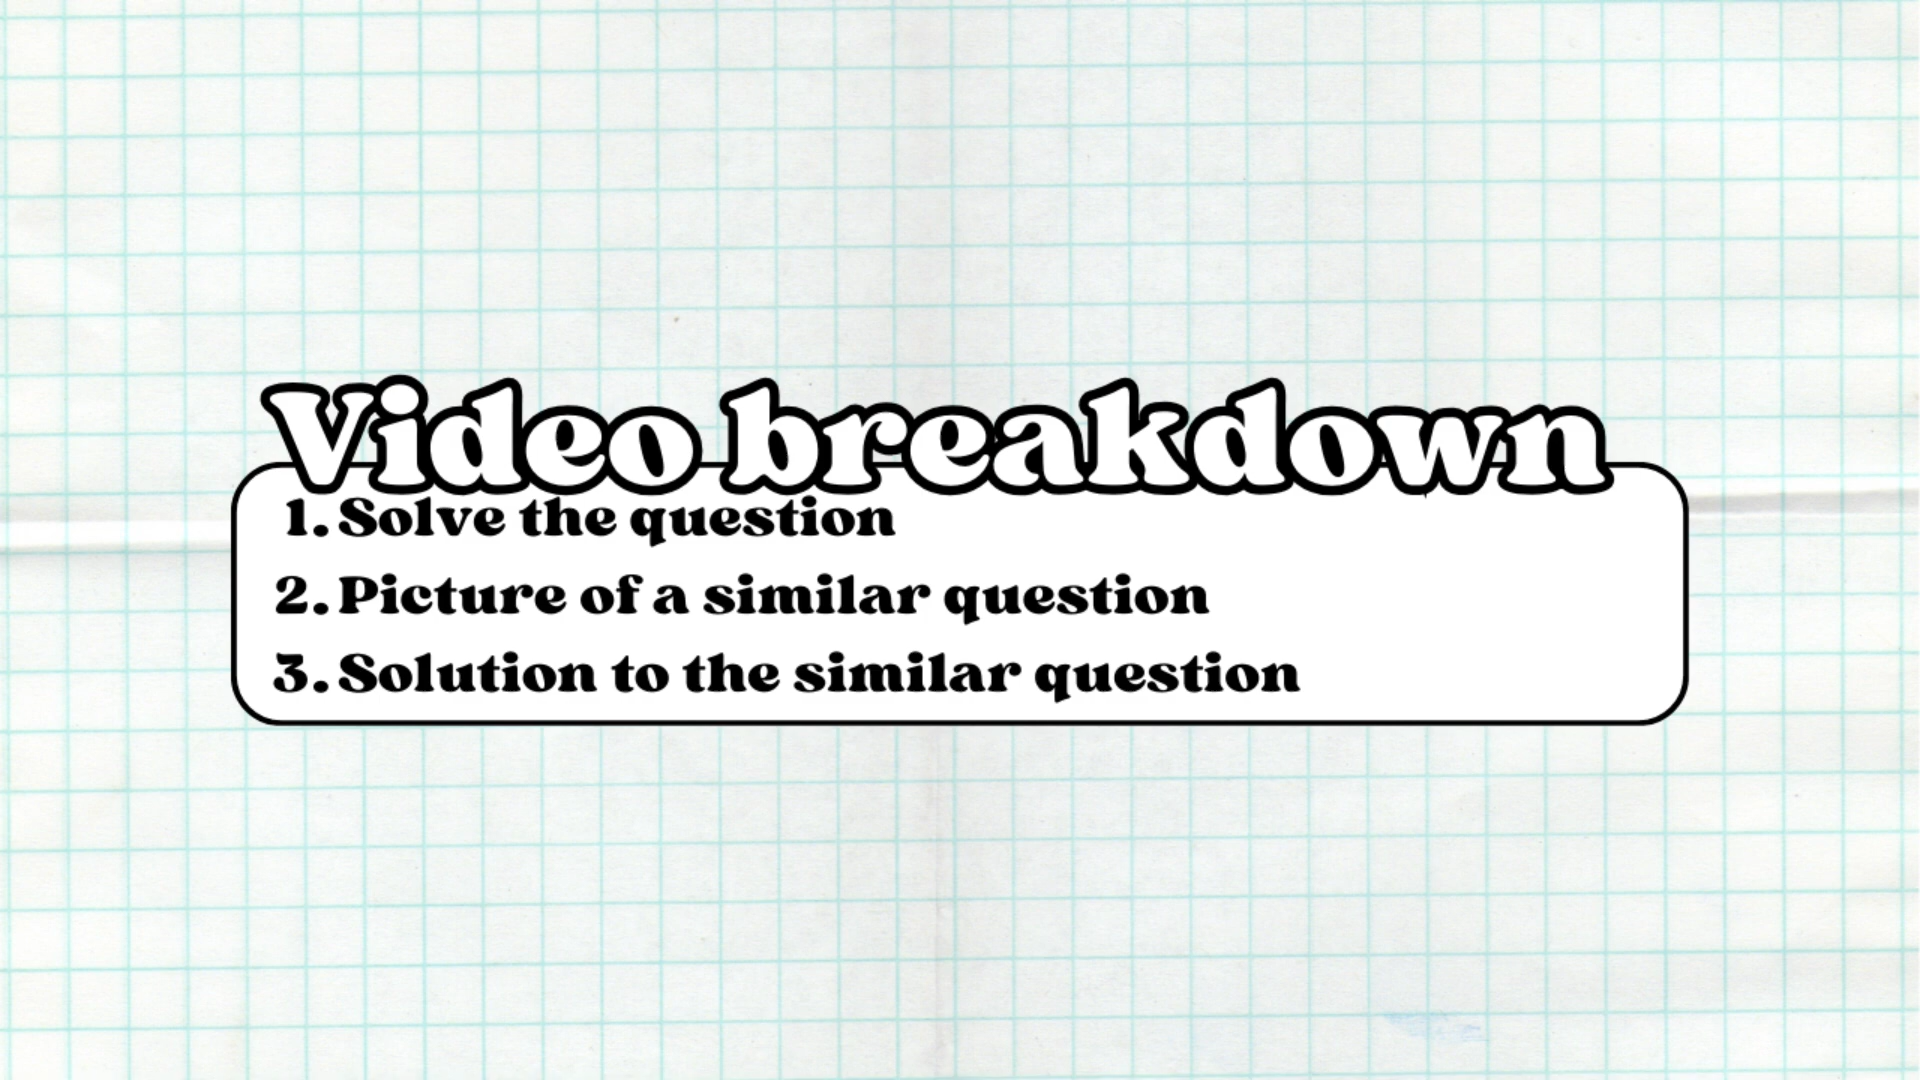 Video breakdown
1. Solve the question
2. Picture of a similar question
3. Solution to the similar question